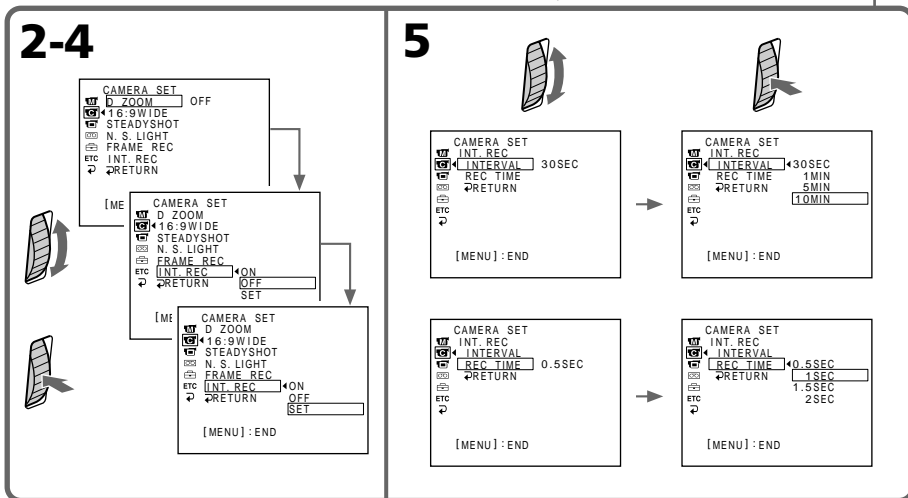 2-4
CAMERA SET
D ZOOM OFF
16:9WIDE
STEADYSHOT
N. S. LIGHT
FRAME REC
ETC INT. REC
RETURN
[ME
CAMERA SET
D ZOOM
16:9WIDE
STEADYSHOT
N. S. LIGHT
FRAME REC
ETC INT. REC ON
RETURN OFF
SET
[ME
CAMERA SET
D ZOOM
16:9WIDE
STEADYSHOT
N. S. LIGHT
FRAME REC
ETC INT. REC ON
RETURN OFF
SET
[MENU] : END
5
CAMERA SET
INT. REC
INTERVAL 30SEC
REC TIME
RETURN
ETC
[MENU] : END
CAMERA SET
INT. REC
INTERVAL 30SEC
REC TIME 1MIN
RETURN 5MIN
10MIN
ETC
[MENU] : END
CAMERA SET
INT. REC
INTERVAL
REC TIME 0.5SEC
RETURN
ETC
[MENU] : END
CAMERA SET
INT. REC
INTERVAL
REC TIME 0.5SEC
RETURN 1SEC
1.5SEC
ETC 2SEC
[MENU] : END